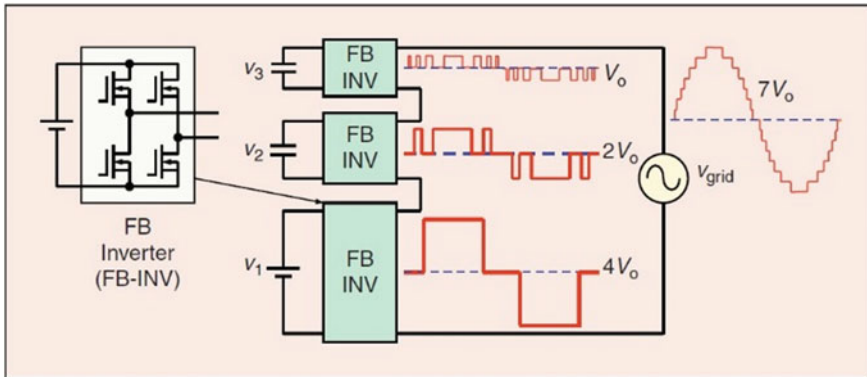 FB
Inverter
(FB-INV)
v3
FB
INV
Vo
v2
FB
INV
2Vo
v1
FB
INV
4Vo
vgrid
7Vo